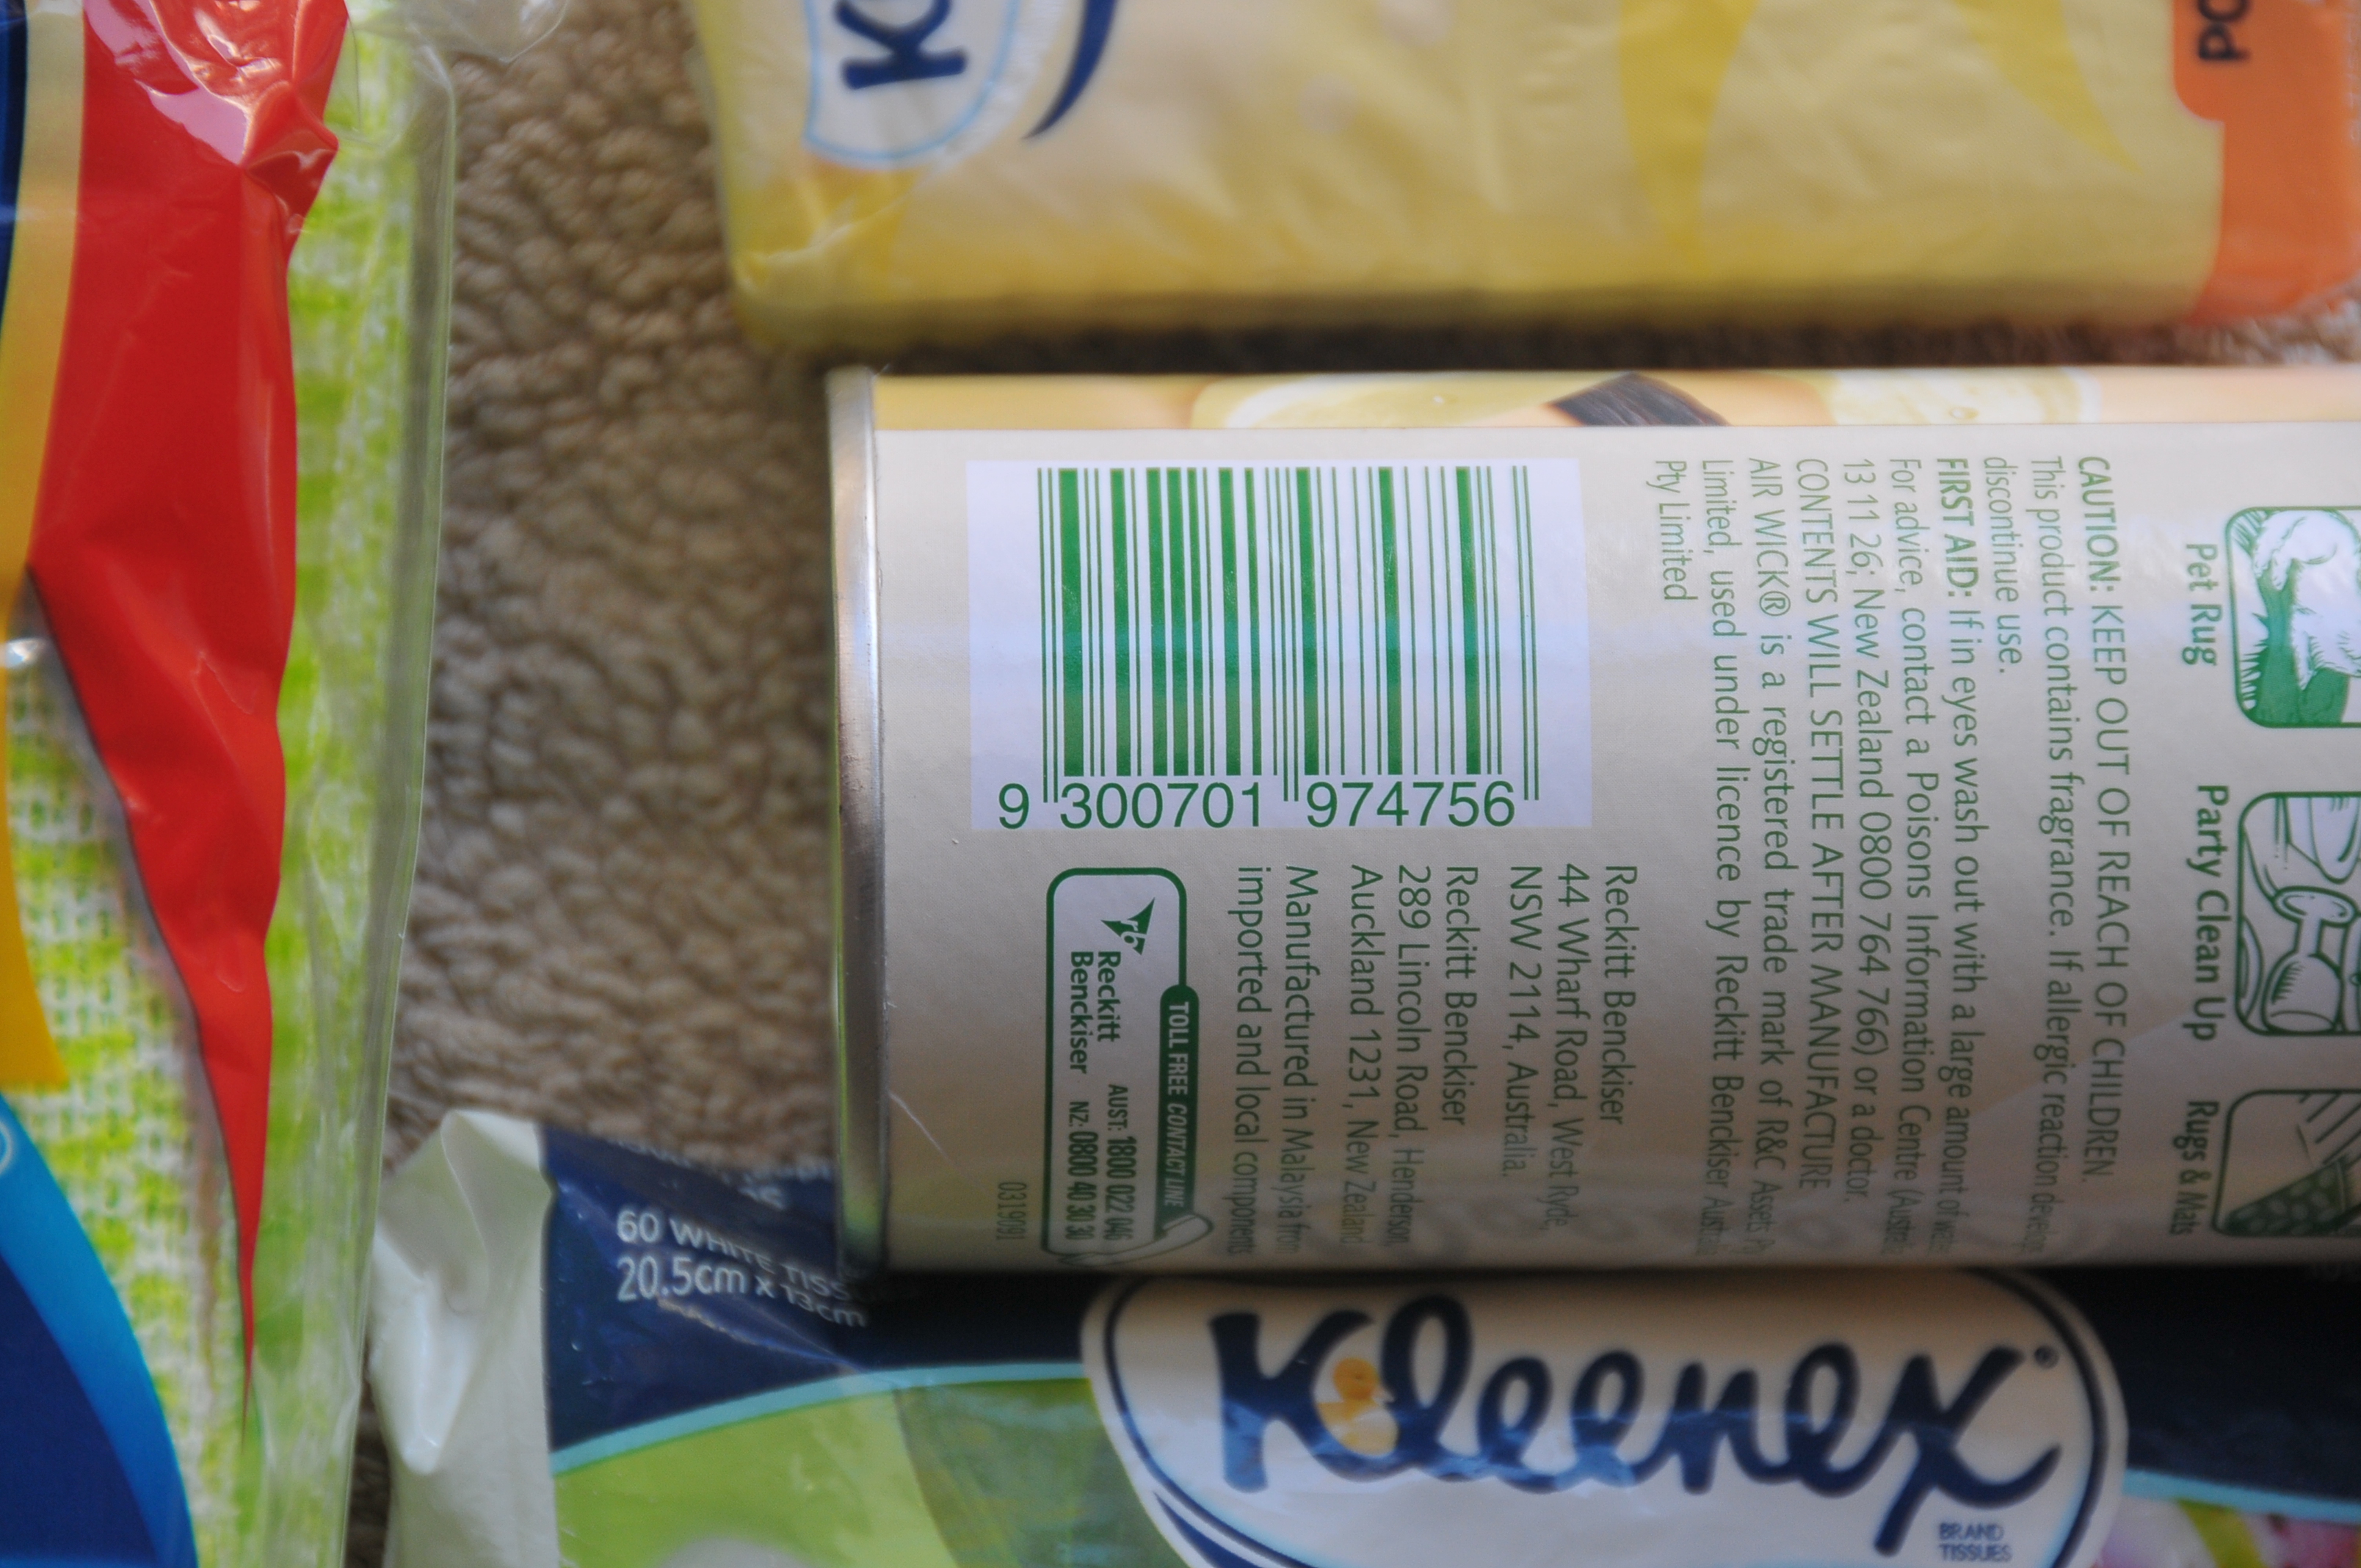 Pet Rug
Party Clean Up
Rugs & Mats
CAUTION: KEEP OUT OF REACH OF CHILDREN.
This product contains fragrance. If allergic reaction
discontinue use.
FIRST AID: If in eyes wash out with a large amount of
For advice, contact a Poisons Information Centre
13 11 26; New Zealand 0800 764 766) or a doctor.
CONTENTS WILL SETTLE AFTER MANUFACTURE
AIR WICK® is a registered trade mark of R&C
Limited, used under licence by Reckitt Benckiser
Pty Limited
9 300701 974756
Reckitt Benckiser
44 Wharf Road, West Ryde,
NSW 2114, Australia.
Reckitt Benckiser
289 Lincoln Road, Henderson,
Auckland 1231, New Zealand
Manufactured in Malaysia from
imported and local components
TOLL FREE CONTACT LINE
rb
Reckitt
Benckiser
AUST: 1800 022 046
NZ: 0800 40 30 30
0319091
60 WHITE
20.5cm x 13cm
Kleenex®
BRAND
TISSUES